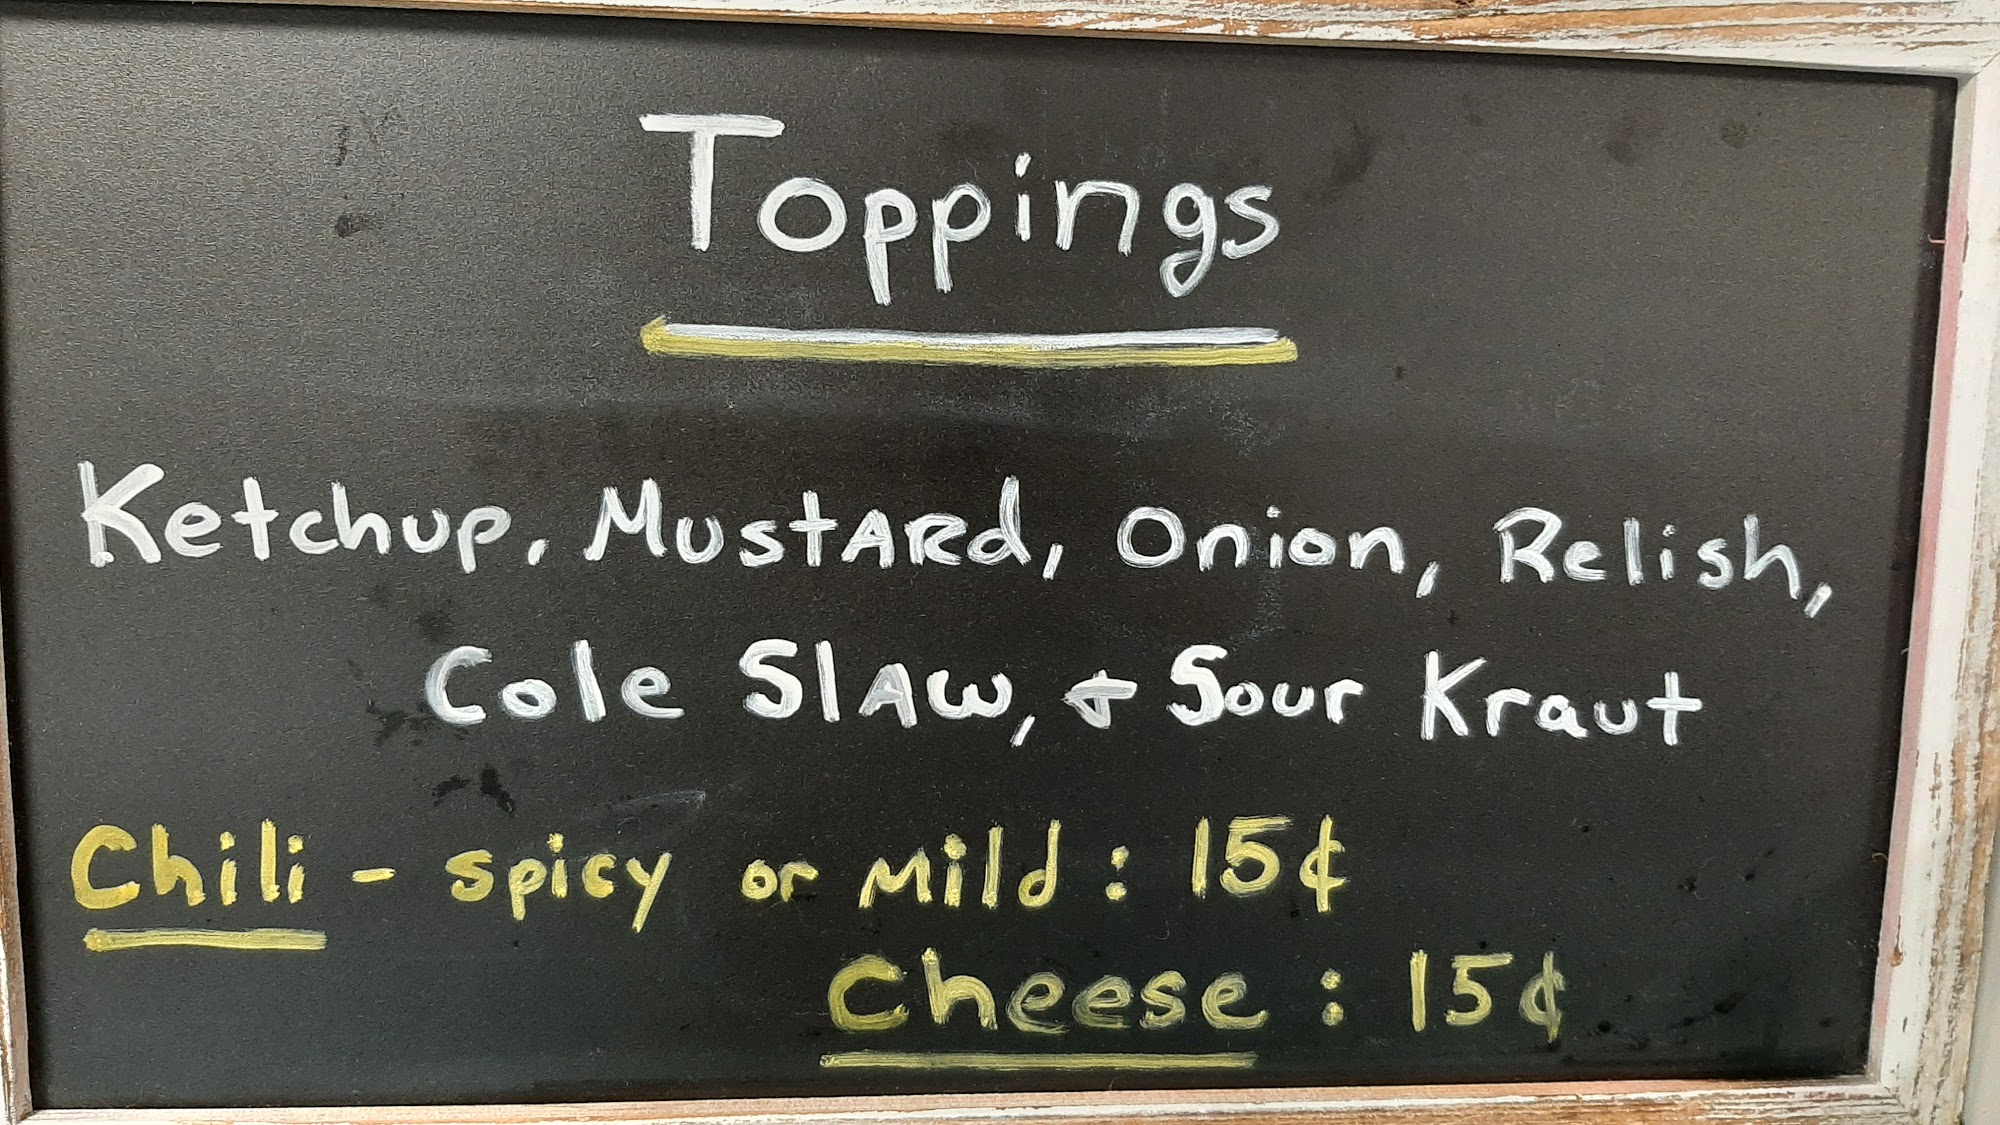 Toppings
Ketchup, Mustard, Onion, Relish,
Cole Slaw, & Sour Kraut
Chili - spicy or Mild: 15¢
Cheese: 15¢